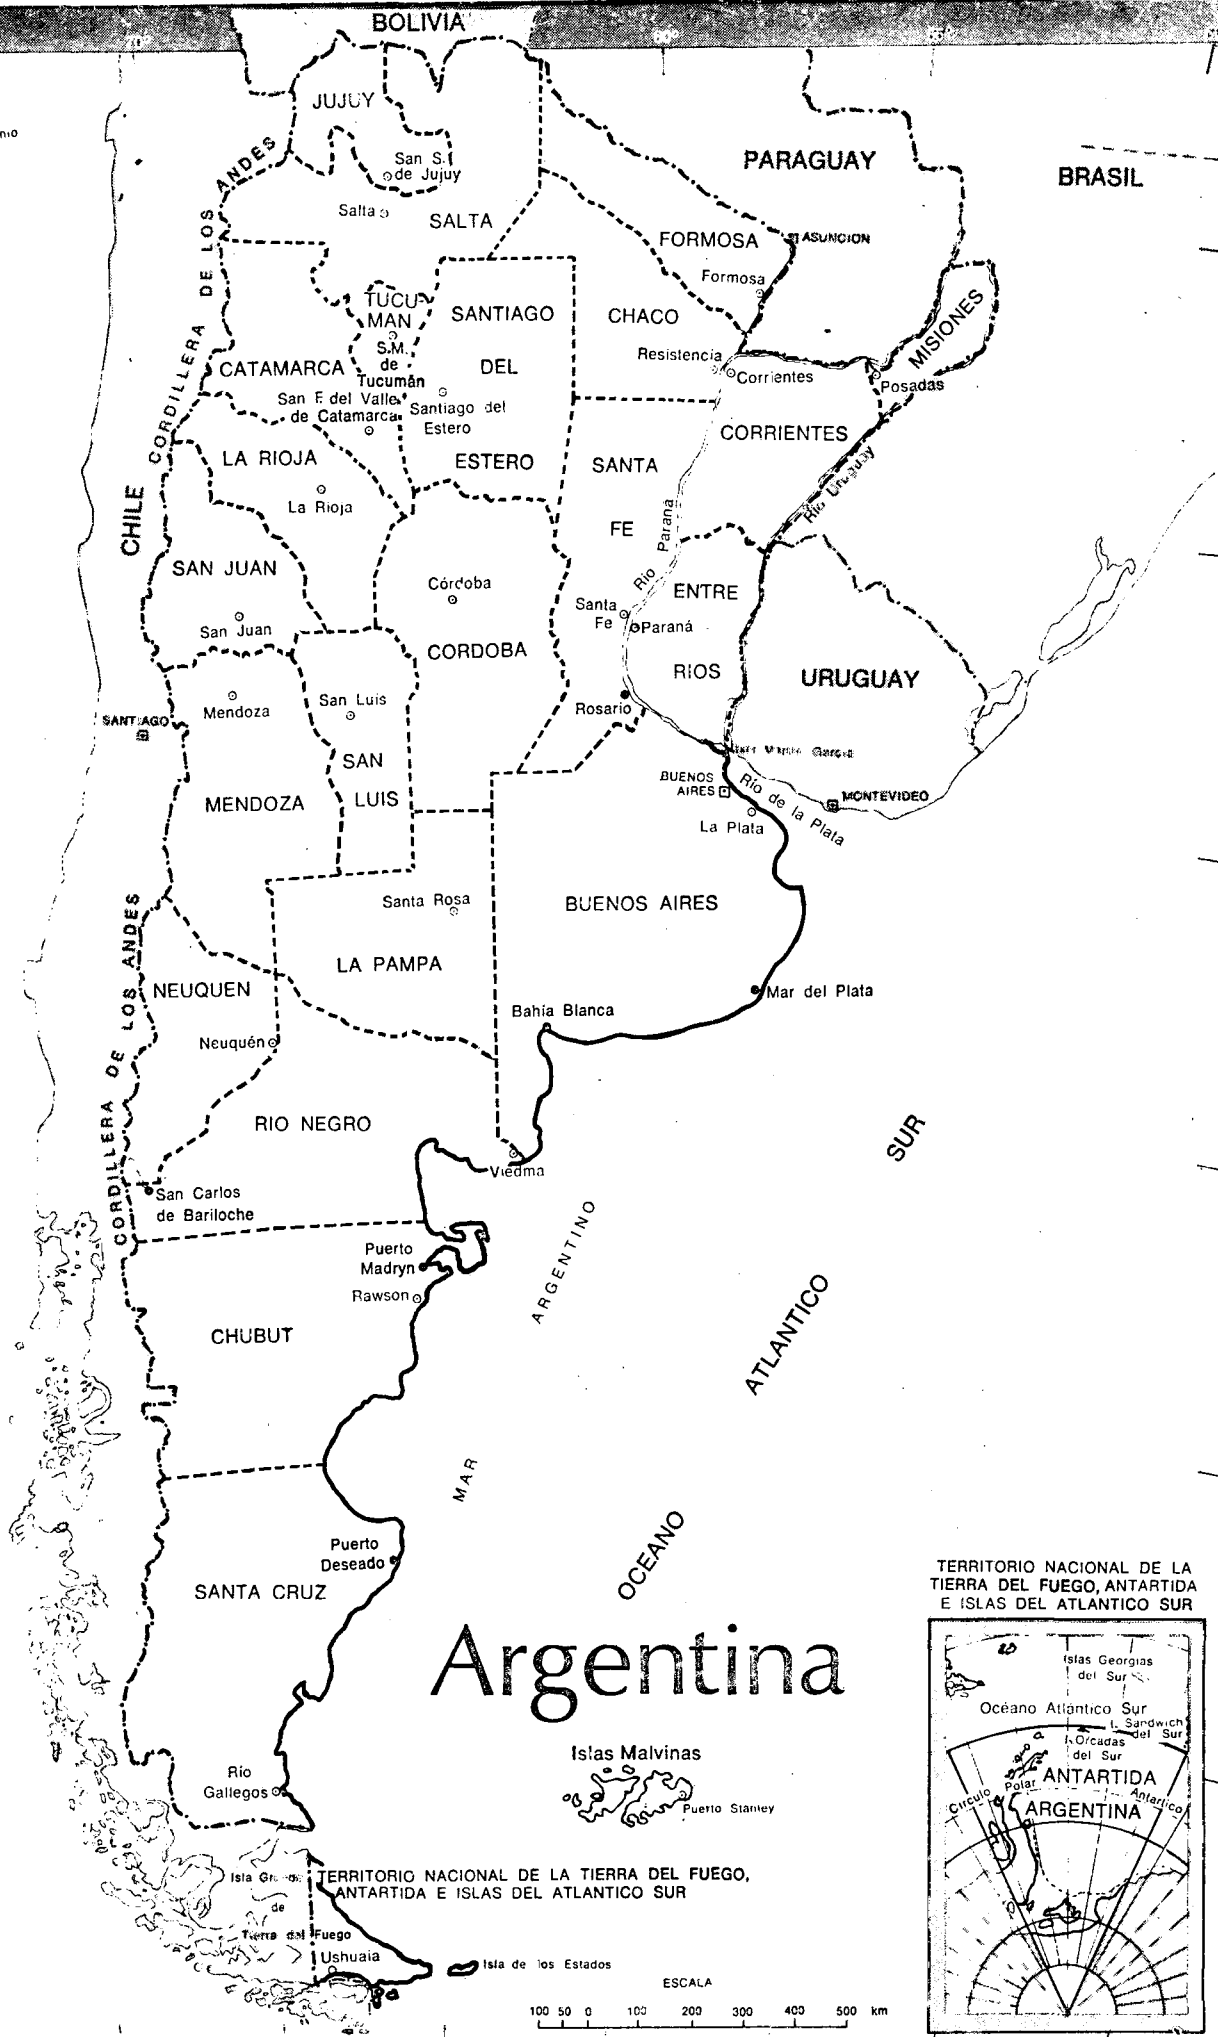 BOLIVIA
70°
60°
55°
JUJUY
San S.
de Jujuy
Salta
SALTA
PARAGUAY
BRASIL
FORMOSA
ASUNCION
Formosa
CORDILLERA DE LOS ANDES
TUCU-
MAN
S.M.
de
Tucumán
SANTIAGO
DEL
ESTERO
CHACO
MISIONES
Resistencia
Corrientes
Posadas
CATAMARCA
San F. del Valle
de Catamarca
Santiago del
Estero
CORRIENTES
LA RIOJA
La Rioja
SANTA
FE
Río Paraná
Río Uruguay
CHILE
SAN JUAN
San Juan
Córdoba
CORDOBA
Santa
Fe
Paraná
ENTRE
RIOS
URUGUAY
Mendoza
San Luis
Rosario
SANTIAGO
SAN
LUIS
MENDOZA
BUENOS
AIRES
Río de la Plata
MONTEVIDEO
La Plata
Santa Rosa
BUENOS AIRES
LA PAMPA
CORDILLERA DE LOS ANDES
NEUQUEN
Mar del Plata
Bahía Blanca
Neuquén
RIO NEGRO
Viedma
San Carlos
de Bariloche
Puerto
Madryn
Rawson
CHUBUT
MAR ARGENTINO
OCEANO ATLANTICO SUR
Puerto
Deseado
SANTA CRUZ
Argentina
Islas Malvinas
Puerto Stanley
Río
Gallegos
TERRITORIO NACIONAL DE LA TIERRA DEL FUEGO,
ANTARTIDA E ISLAS DEL ATLANTICO SUR
Isla Grande
de
Tierra del Fuego
Ushuaia
Isla de los Estados
ESCALA
100 50 0 100 200 300 400 500 km
TERRITORIO NACIONAL DE LA
TIERRA DEL FUEGO, ANTARTIDA
E ISLAS DEL ATLANTICO SUR
Islas Georgias
del Sur
Océano Atlántico Sur
I. Sandwich
del Sur
I. Orcadas
del Sur
ANTARTIDA
Círculo Polar Antártico
ARGENTINA